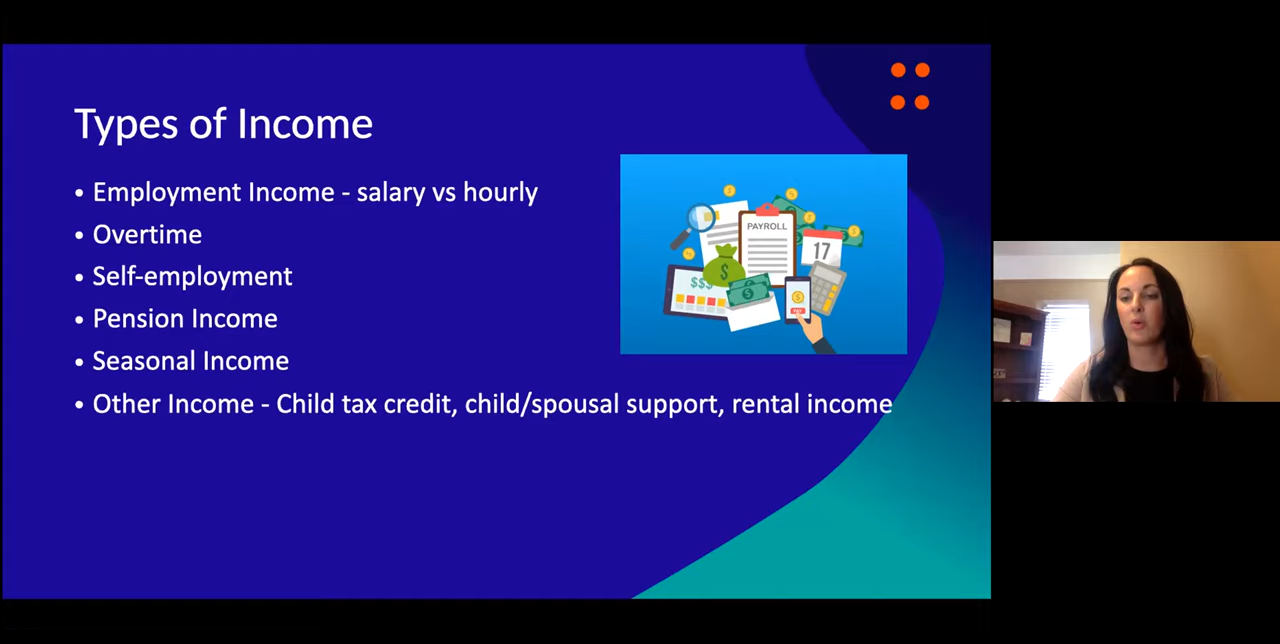 Types of Income
• Employment Income - salary vs hourly
• Overtime
• Self-employment
• Pension Income
• Seasonal Income
• Other Income - Child tax credit, child/spousal support, rental income
PAYROLL
17
$
$$$